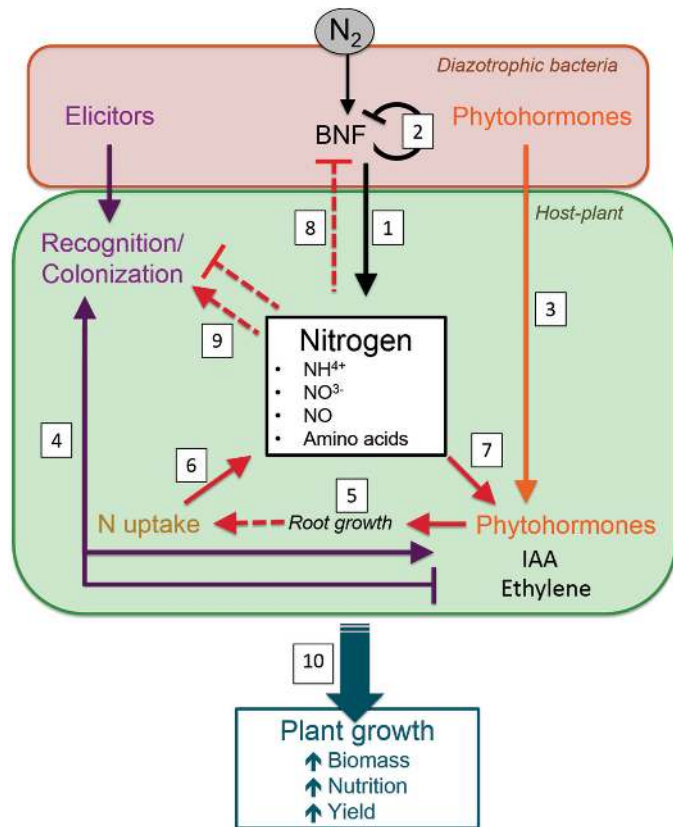 N₂
Diazotrophic bacteria
Elicitors
BNF
2
Phytohormones
Host-plant
8
1
Recognition/
Colonization
3
9
Nitrogen
• NH⁴⁺
• NO³⁻
• NO
• Amino acids
4
6
7
5
N uptake
Root growth
Phytohormones
IAA
Ethylene
10
Plant growth
Biomass
Nutrition
Yield